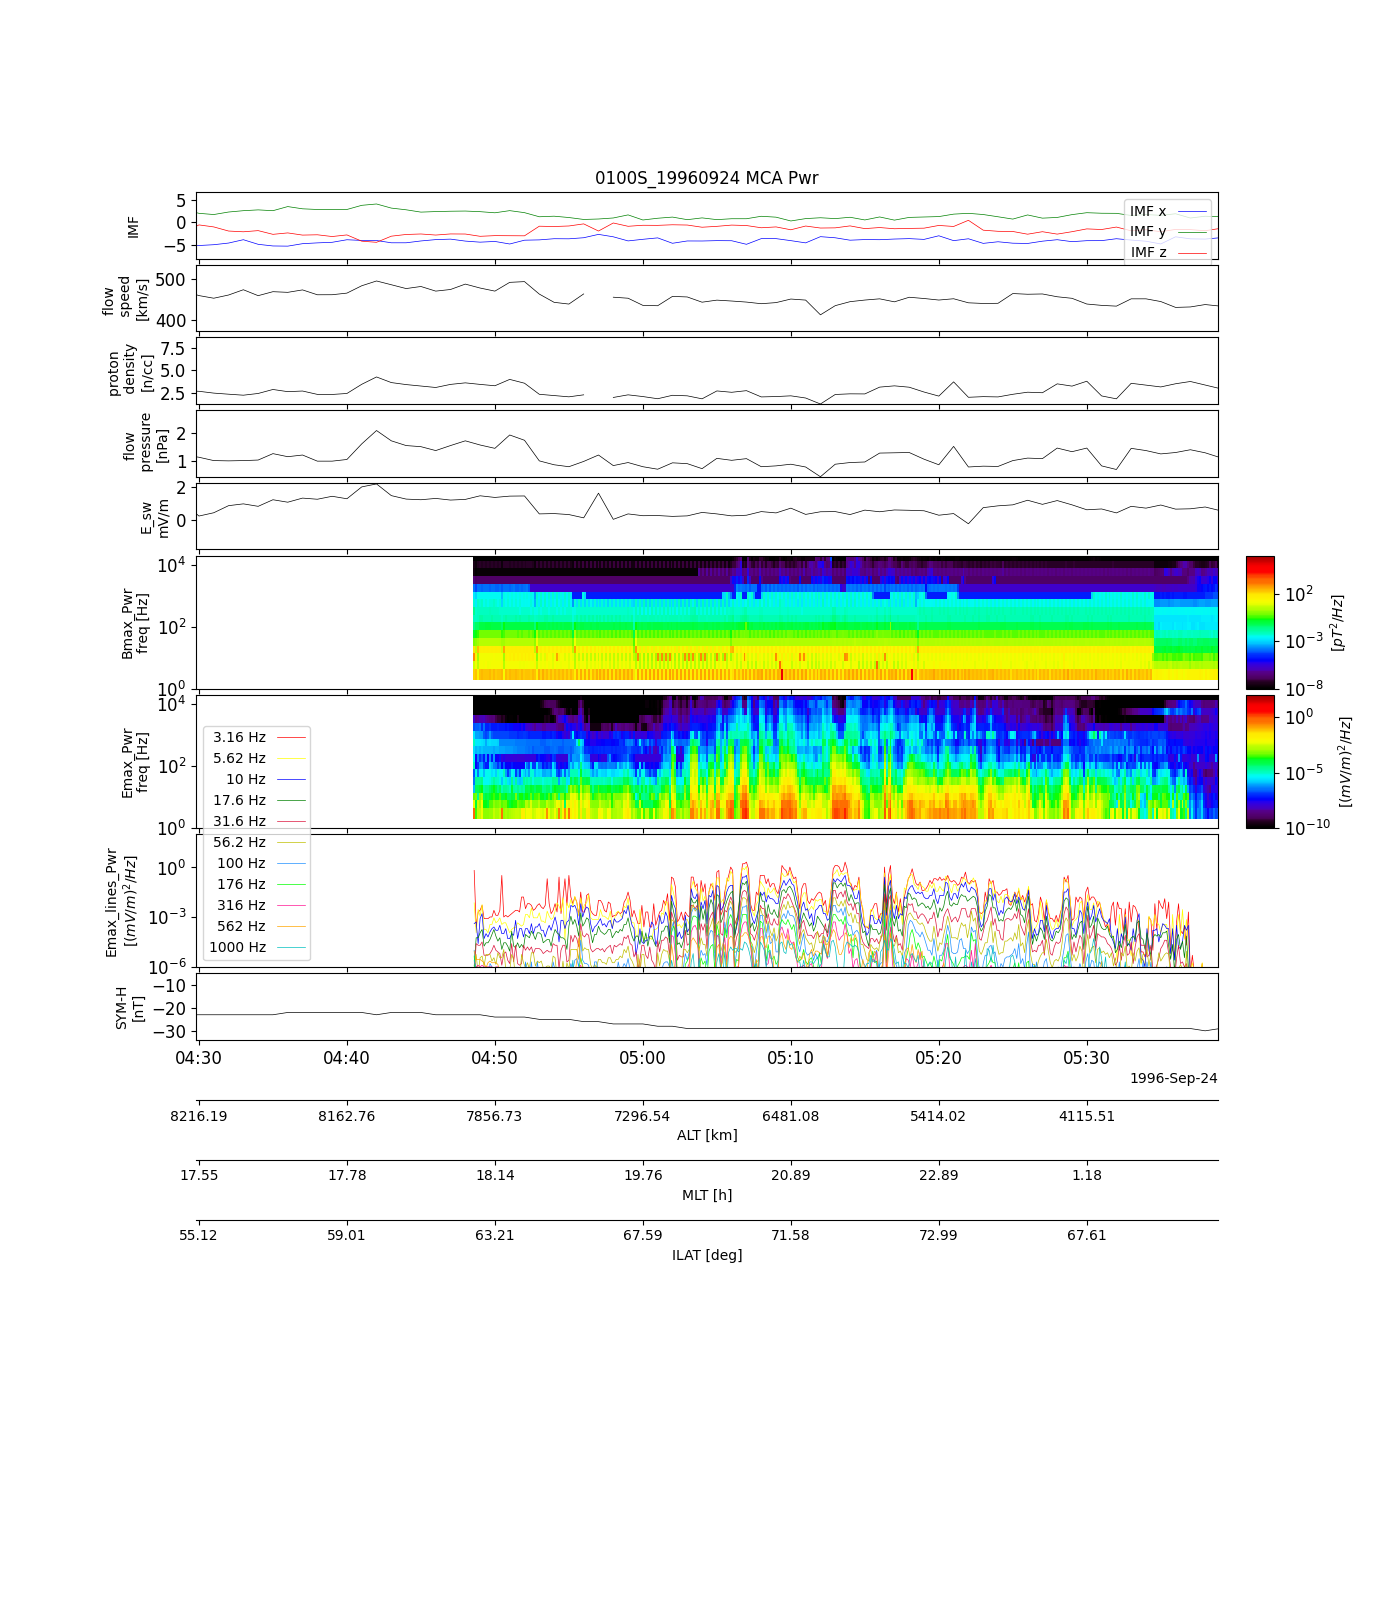 0100S_19960924 MCA Pwr
IMF
5
0
−5
IMF x
IMF y
IMF z
flow
speed
[km/s]
500
400
proton
density
[n/cc]
7.5
5.0
2.5
flow
pressure
[nPa]
2
1
E_sw
mV/m
2
0
Bmax_Pwr
freq [Hz]
10^4
10^2
10^0
10^2
10^−3
10^−8
[pT^2/Hz]
Emax_Pwr
freq [Hz]
10^4
10^2
10^0
10^0
10^−5
10^−10
[(mV/m)^2/Hz]
3.16 Hz
5.62 Hz
10 Hz
17.6 Hz
31.6 Hz
56.2 Hz
100 Hz
176 Hz
316 Hz
562 Hz
1000 Hz
Emax_lines_Pwr
[(mV/m)^2/Hz]
10^0
10^−3
10^−6
SYM-H
[nT]
−10
−20
−30
04:30 04:40 04:50 05:00 05:10 05:20 05:30
1996-Sep-24
8216.19 8162.76 7856.73 7296.54 6481.08 5414.02 4115.51
ALT [km]
17.55 17.78 18.14 19.76 20.89 22.89 1.18
MLT [h]
55.12 59.01 63.21 67.59 71.58 72.99 67.61
ILAT [deg]